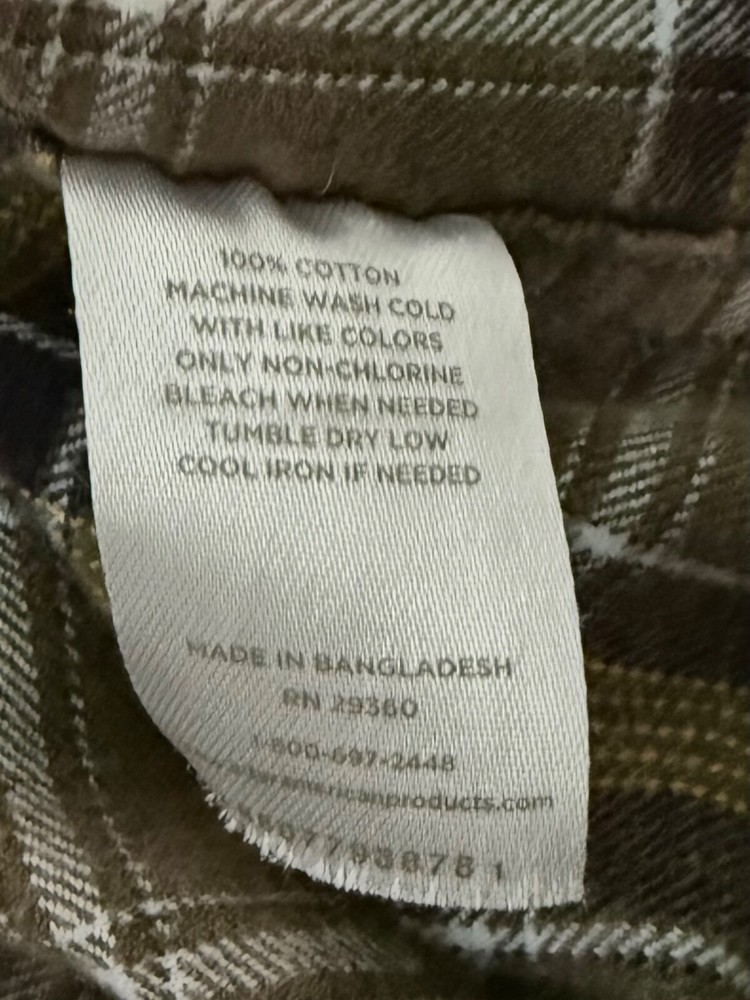 100% COTTON
MACHINE WASH COLD
WITH LIKE COLORS
ONLY NON-CHLORINE
BLEACH WHEN NEEDED
TUMBLE DRY LOW
COOL IRON IF NEEDED
MADE IN BANGLADESH
RN 29360
1-800-697-2448